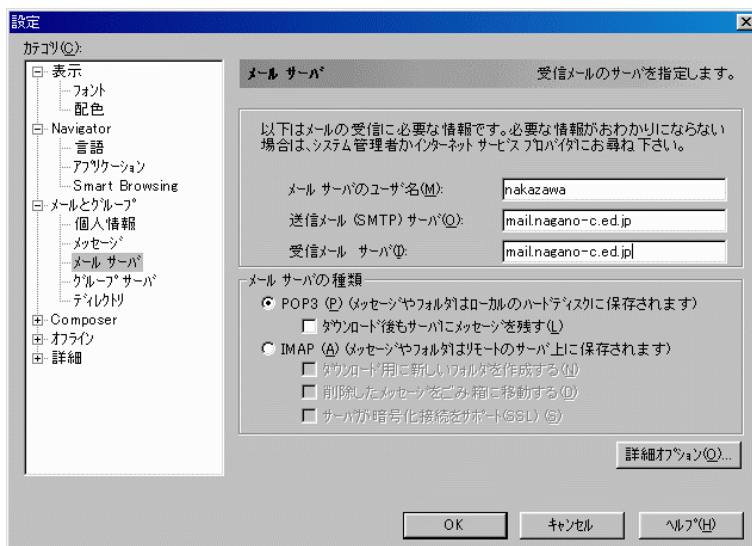 設定
カテゴリ(C):
表示
フォント
配色
Navigator
言語
アプリケーション
Smart Browsing
メールとグループ
個人情報
メッセージ
メール サーバ
グループ サーバ
ディレクトリ
Composer
オフライン
詳細
メール サーバ
受信メールのサーバを指定します。
以下はメールの受信に必要な情報です。必要な情報がおわかりにならない
場合は、システム管理者かインターネット サービス プロバイダにお尋ね下さい。
メール サーバのユーザ名(M):
nakazawa
送信メール (SMTP) サーバ(O):
mail.nagano-c.ed.jp
受信メール サーバ(I):
mail.nagano-c.ed.jp
メール サーバの種類
POP3 (P) (メッセージやフォルダはローカルのハードディスクに保存されます)
ダウンロード後もサーバにメッセージを残す(L)
IMAP (A) (メッセージやフォルダはリモートのサーバ上に保存されます)
ダウンロード用に新しいフォルダを作成する(N)
削除したメッセージをごみ箱に移動する(D)
サーバが暗号化接続をサポート(SSL) (S)
詳細オプション(O)...
OK
キャンセル
ヘルプ(H)